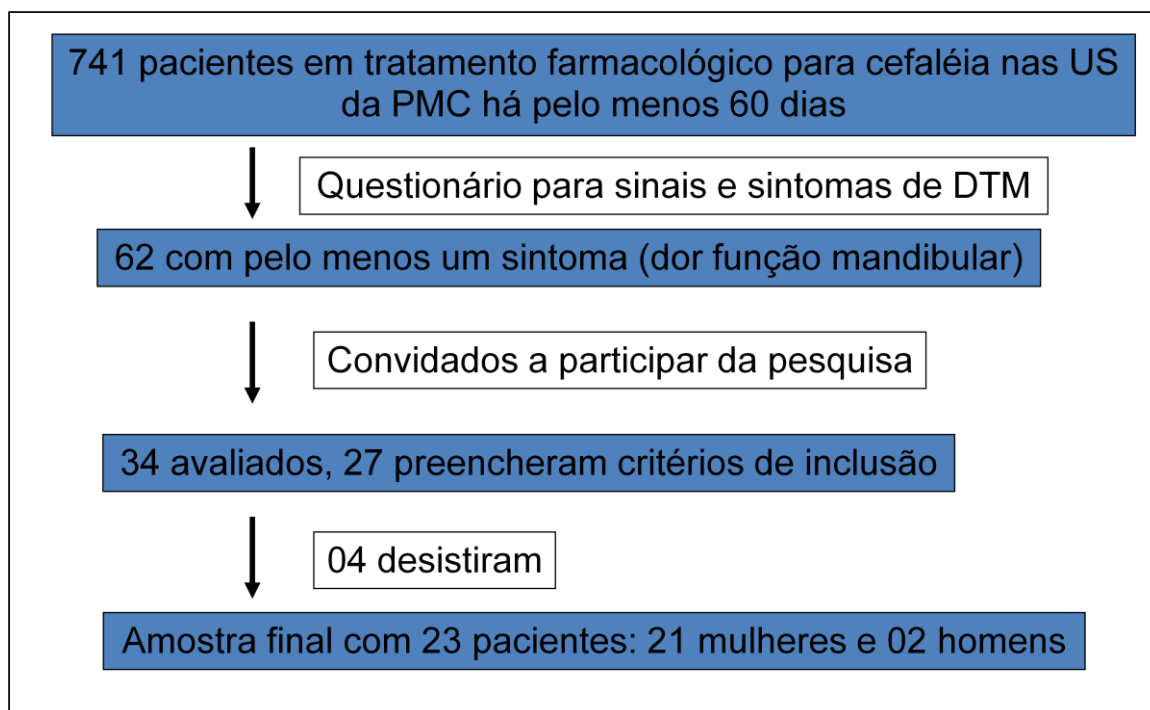 741 pacientes em tratamento farmacológico para cefaléia nas US
da PMC há pelo menos 60 dias
Questionário para sinais e sintomas de DTM
62 com pelo menos um sintoma (dor função mandibular)
Convidados a participar da pesquisa
34 avaliados, 27 preencheram critérios de inclusão
04 desistiram
Amostra final com 23 pacientes: 21 mulheres e 02 homens